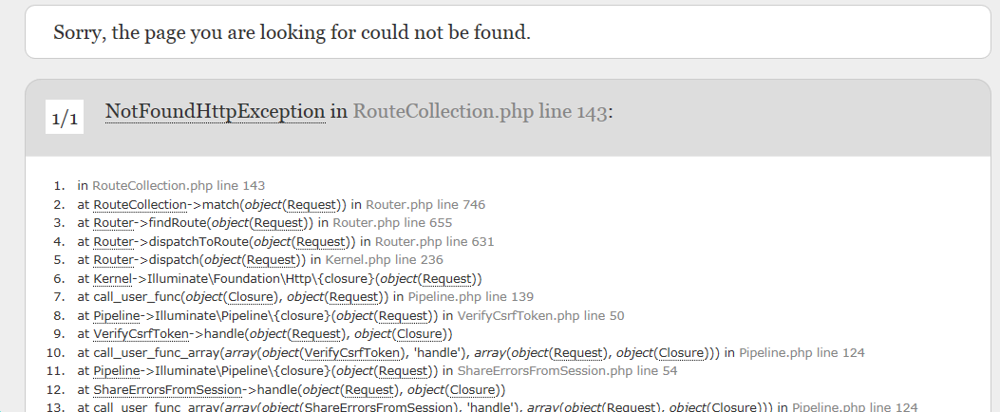 Sorry, the page you are looking for could not be found.
1/1
NotFoundHttpException in RouteCollection.php line 143:
1. in RouteCollection.php line 143
2. at RouteCollection->match(object(Request)) in Router.php line 746
3. at Router->findRoute(object(Request)) in Router.php line 655
4. at Router->dispatchToRoute(object(Request)) in Router.php line 631
5. at Router->dispatch(object(Request)) in Kernel.php line 236
6. at Kernel->Illuminate\Foundation\Http\{closure}(object(Request))
7. at call_user_func(object(Closure), object(Request)) in Pipeline.php line 139
8. at Pipeline->Illuminate\Pipeline\{closure}(object(Request)) in VerifyCsrfToken.php line 50
9. at VerifyCsrfToken->handle(object(Request), object(Closure))
10. at call_user_func_array(array(object(VerifyCsrfToken), 'handle'), array(object(Request), object(Closure))) in Pipeline.php line 124
11. at Pipeline->Illuminate\Pipeline\{closure}(object(Request)) in ShareErrorsFromSession.php line 54
12. at ShareErrorsFromSession->handle(object(Request), object(Closure))
13. at call_user_func_array(array(object(ShareErrorsFromSession), 'handle'), array(object(Request), object(Closure))) in Pipeline.php line 124